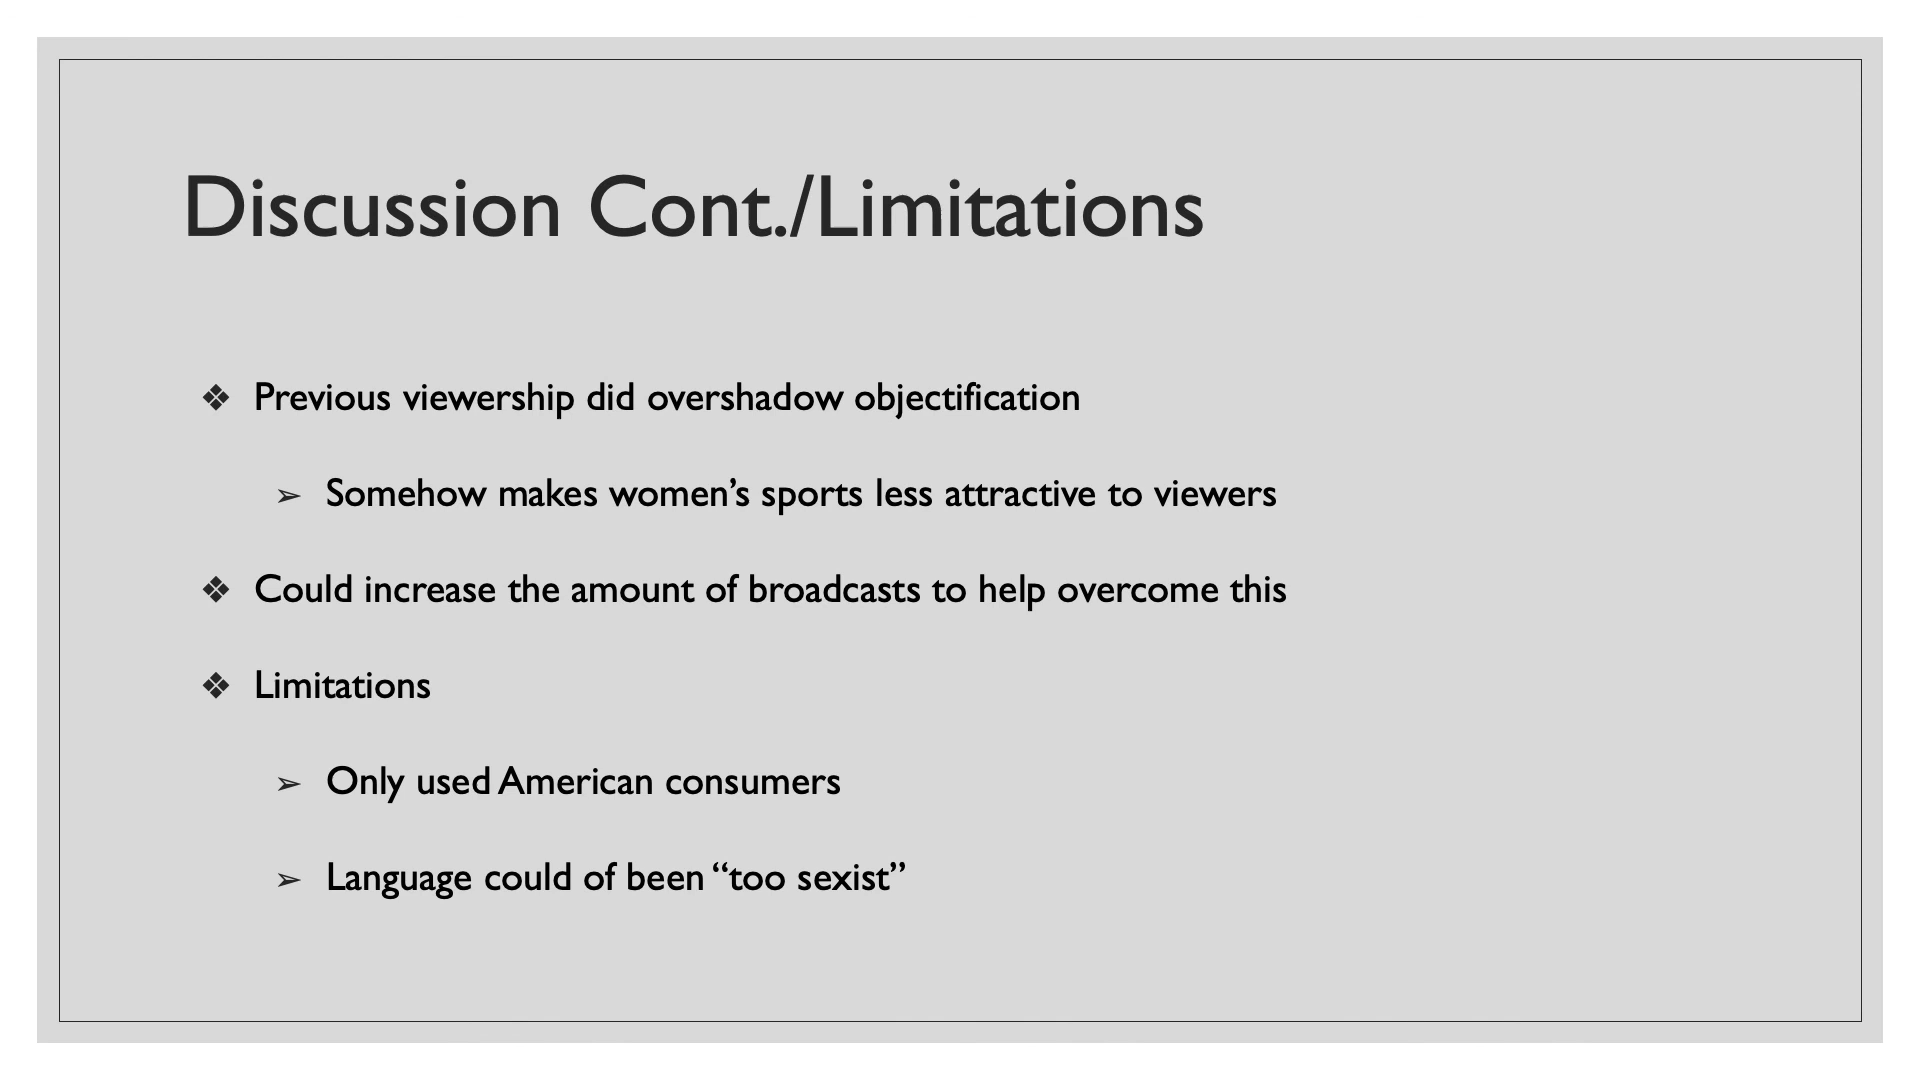 Discussion Cont./Limitations
❖ Previous viewership did overshadow objectification
➢ Somehow makes women’s sports less attractive to viewers
❖ Could increase the amount of broadcasts to help overcome this
❖ Limitations
➢ Only used American consumers
➢ Language could of been “too sexist”